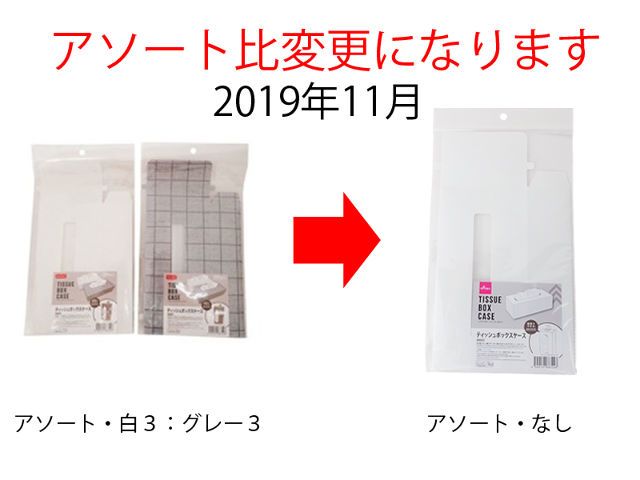 アソート比変更になります
2019年11月
TISSUE
BOX
CASE
ティッシュボックスケース
TISSUE
BOX
CASE
ティッシュボックスケース
TISSUE
BOX
CASE
ティッシュボックスケース
アソート・白３：グレー３
アソート・なし